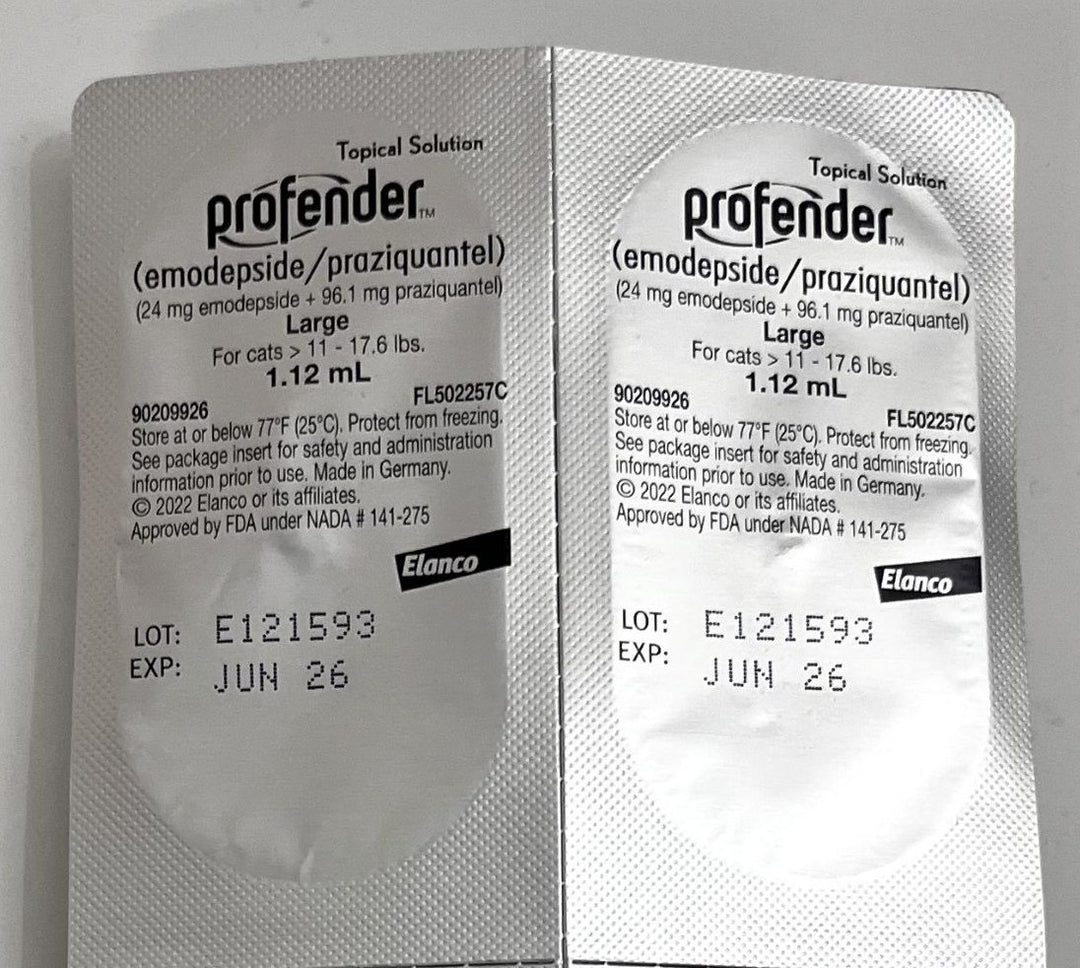 Topical Solution
profender™
(emodepside/praziquantel)
(24 mg emodepside + 96.1 mg praziquantel)
Large
For cats > 11 - 17.6 lbs.
1.12 mL
90209926 FL502257C
Store at or below 77°F (25°C). Protect from freezing.
See package insert for safety and administration
information prior to use. Made in Germany.
© 2022 Elanco or its affiliates.
Approved by FDA under NADA # 141-275
Elanco
LOT: E121593
EXP: JUN 26
Topical Solution
profender™
(emodepside/praziquantel)
(24 mg emodepside + 96.1 mg praziquantel)
Large
For cats > 11 - 17.6 lbs.
1.12 mL
90209926 FL502257C
Store at or below 77°F (25°C). Protect from freezing.
See package insert for safety and administration
information prior to use. Made in Germany.
© 2022 Elanco or its affiliates.
Approved by FDA under NADA # 141-275
Elanco
LOT: E121593
EXP: JUN 26